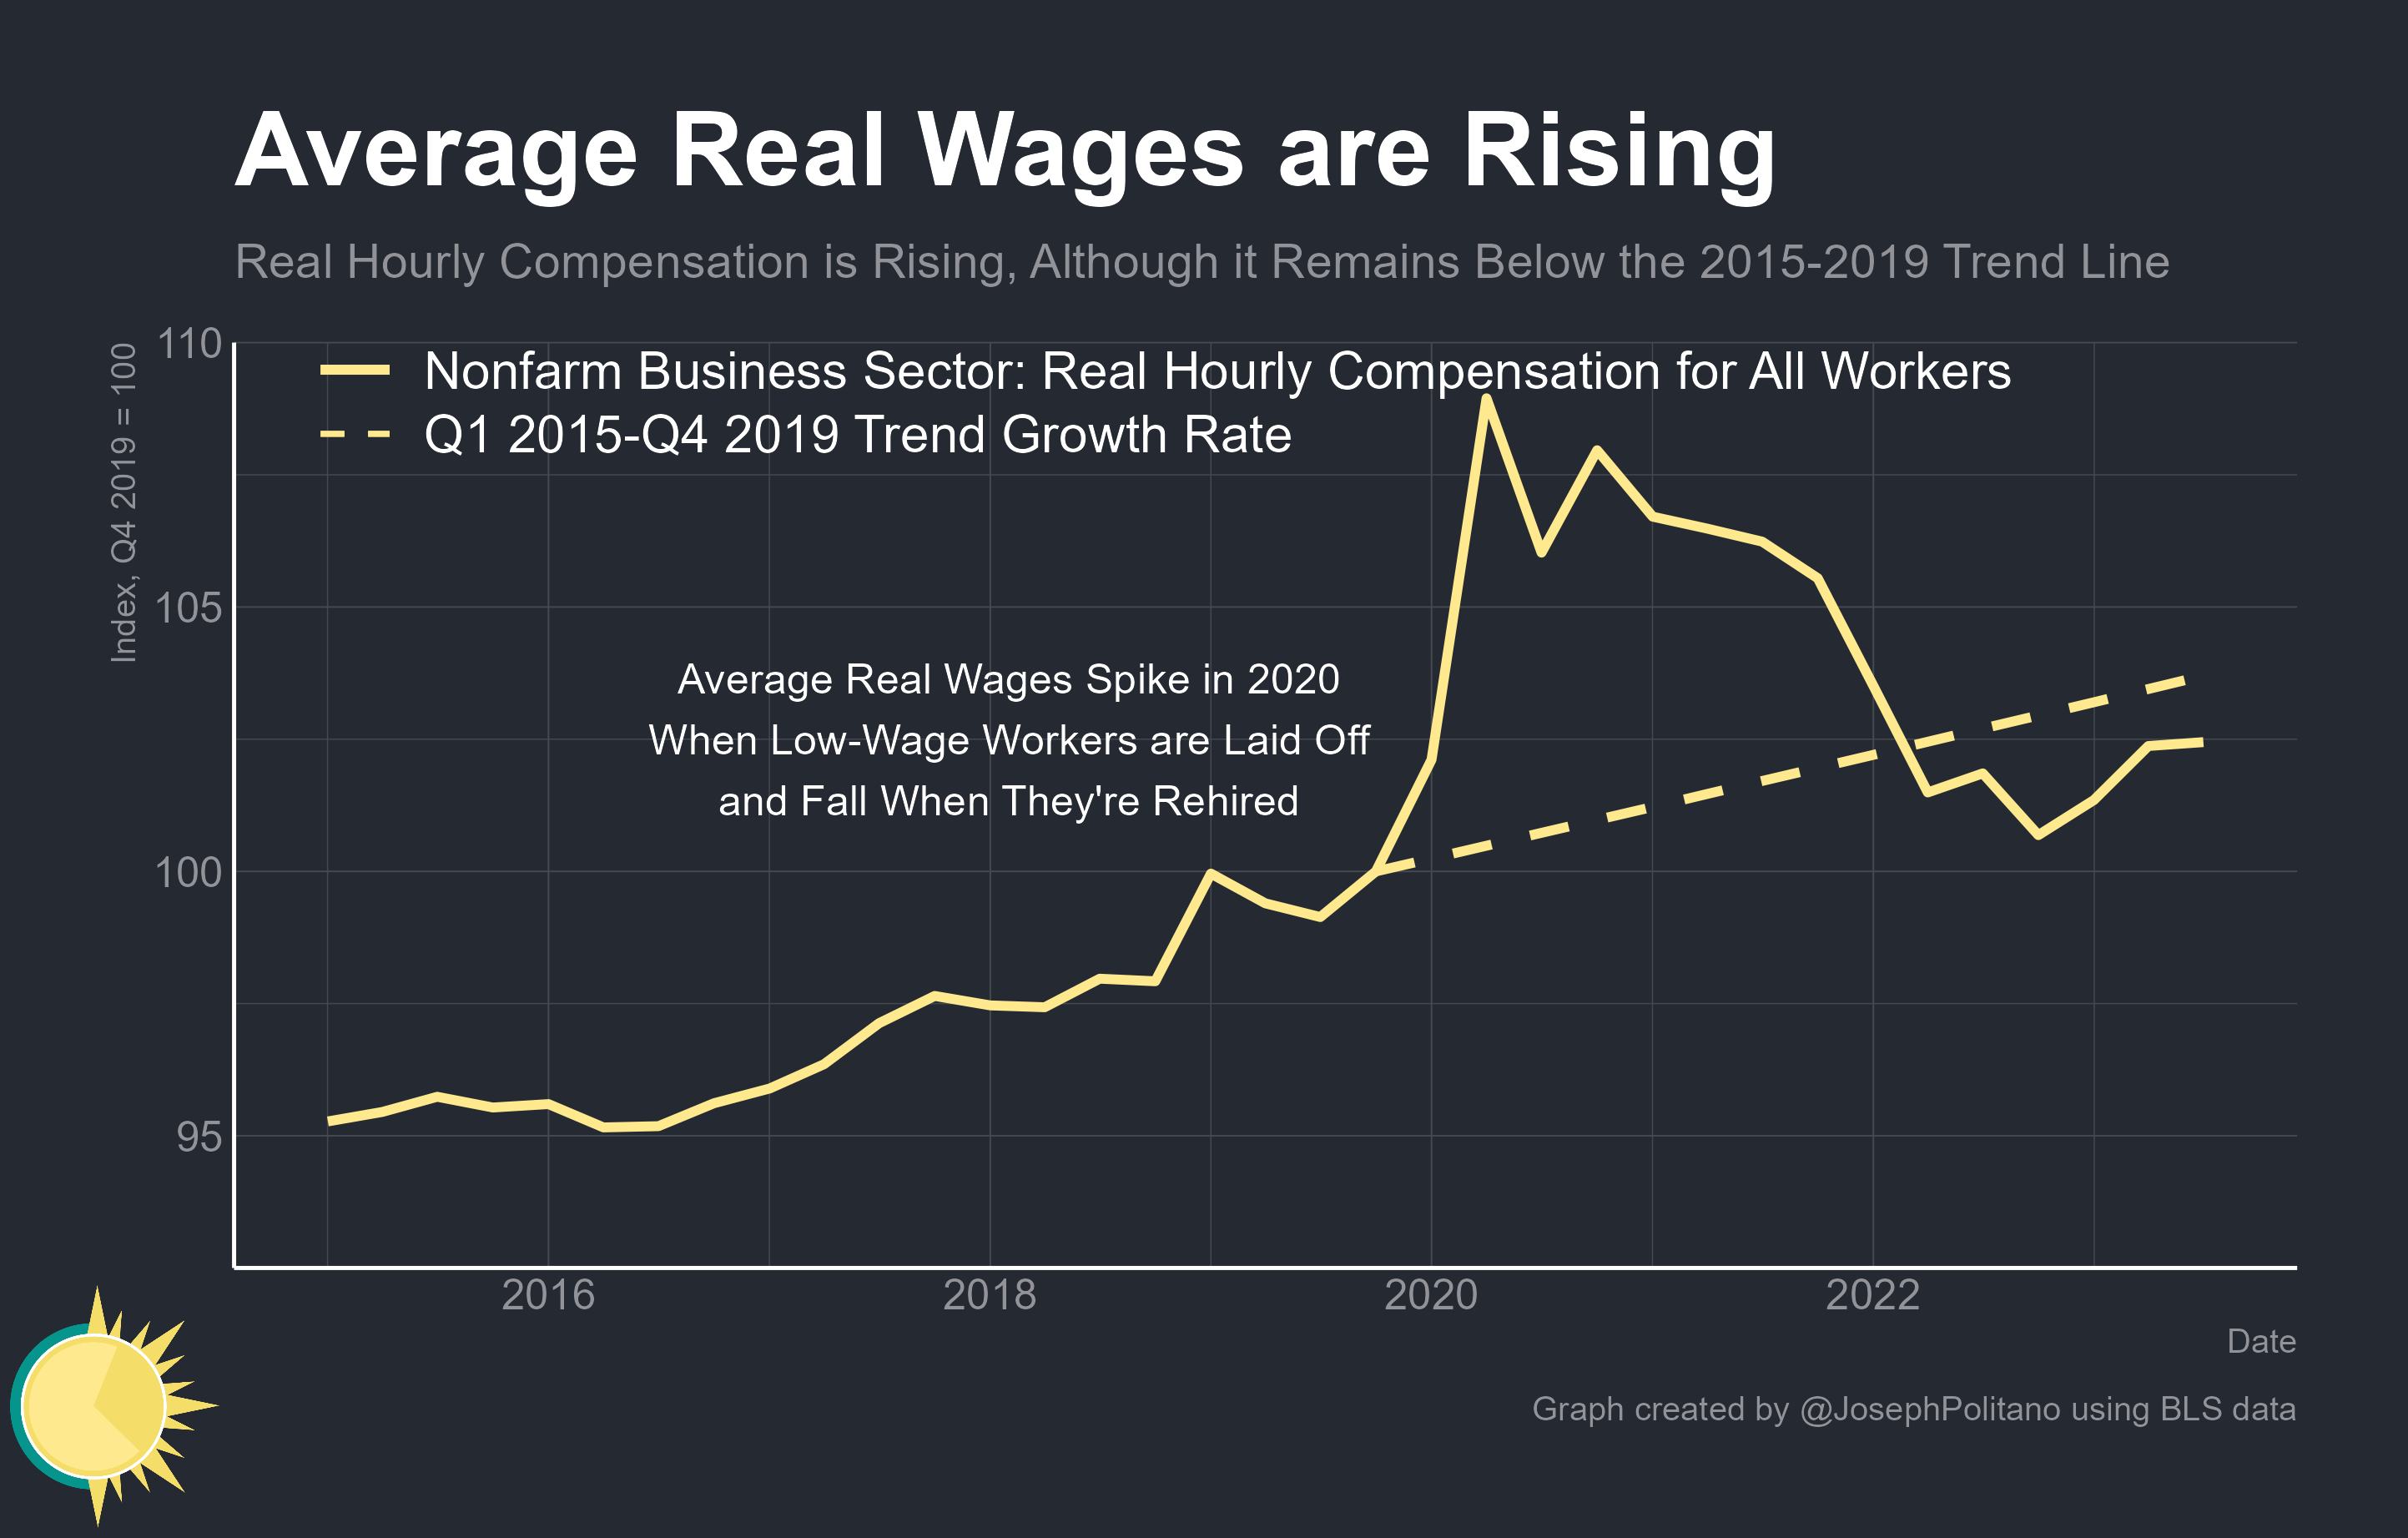 Average Real Wages are Rising
Real Hourly Compensation is Rising, Although it Remains Below the 2015-2019 Trend Line
Index, Q4 2019 = 100
110
105
100
95
Nonfarm Business Sector: Real Hourly Compensation for All Workers
Q1 2015-Q4 2019 Trend Growth Rate
Average Real Wages Spike in 2020
When Low-Wage Workers are Laid Off
and Fall When They're Rehired
2016
2018
2020
2022
Date
Graph created by @JosephPolitano using BLS data